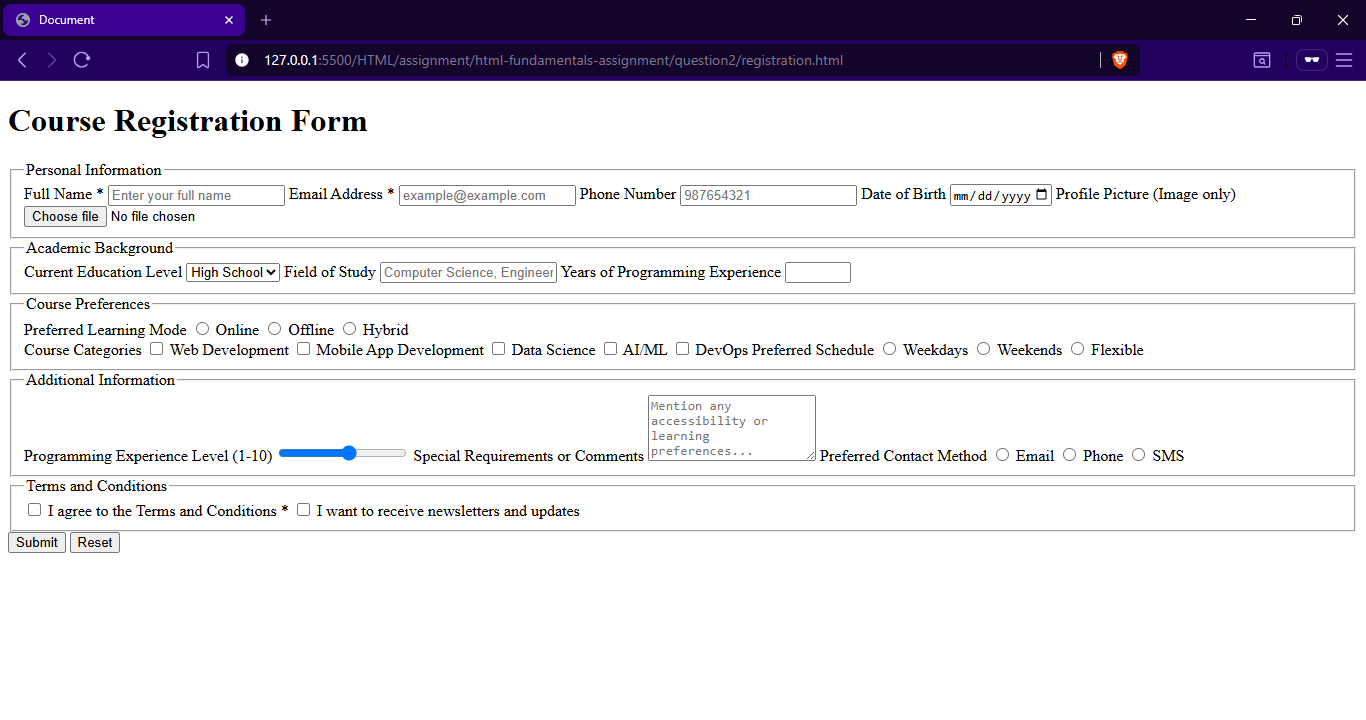 Document
127.0.0.1:5500/HTML/assignment/html-fundamentals-assignment/question2/registration.html
Course Registration Form
Personal Information
Full Name * Enter your full name Email Address * example@example.com Phone Number 987654321 Date of Birth mm/dd/yyyy Profile Picture (Image only)
Choose file No file chosen
Academic Background
Current Education Level High School Field of Study Computer Science, Engineer Years of Programming Experience
Course Preferences
Preferred Learning Mode Online Offline Hybrid
Course Categories Web Development Mobile App Development Data Science AI/ML DevOps Preferred Schedule Weekdays Weekends Flexible
Additional Information
Mention any
accessibility or
learning
preferences...
Programming Experience Level (1-10) Special Requirements or Comments Preferred Contact Method Email Phone SMS
Terms and Conditions
I agree to the Terms and Conditions * I want to receive newsletters and updates
Submit Reset